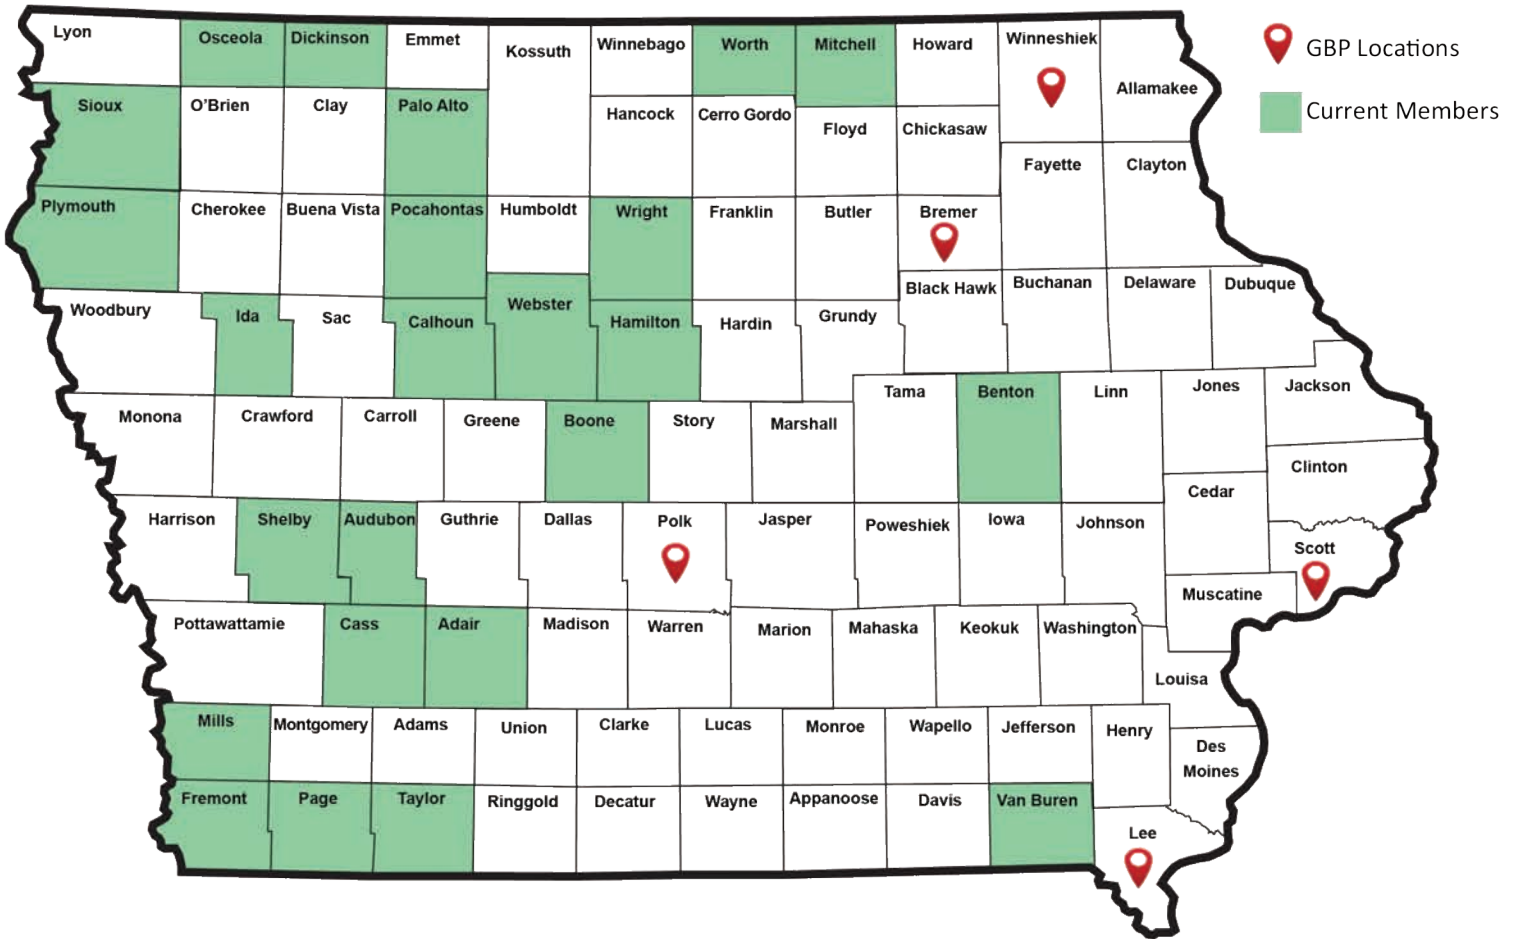 Lyon
Osceola
Dickinson
Emmet
Kossuth
Winnebago
Worth
Mitchell
Howard
Winneshiek
Allamakee
GBP Locations
Current Members
Sioux
O'Brien
Clay
Palo Alto
Hancock
Cerro Gordo
Floyd
Chickasaw
Fayette
Clayton
Plymouth
Cherokee
Buena Vista
Pocahontas
Humboldt
Wright
Franklin
Butler
Bremer
Woodbury
Ida
Sac
Calhoun
Webster
Hamilton
Hardin
Grundy
Black Hawk
Buchanan
Delaware
Dubuque
Monona
Crawford
Carroll
Greene
Boone
Story
Marshall
Tama
Benton
Linn
Jones
Jackson
Clinton
Cedar
Harrison
Shelby
Audubon
Guthrie
Dallas
Polk
Jasper
Poweshiek
Iowa
Johnson
Scott
Muscatine
Pottawattamie
Cass
Adair
Madison
Warren
Marion
Mahaska
Keokuk
Washington
Louisa
Mills
Montgomery
Adams
Union
Clarke
Lucas
Monroe
Wapello
Jefferson
Henry
Des
Moines
Fremont
Page
Taylor
Ringgold
Decatur
Wayne
Appanoose
Davis
Van Buren
Lee